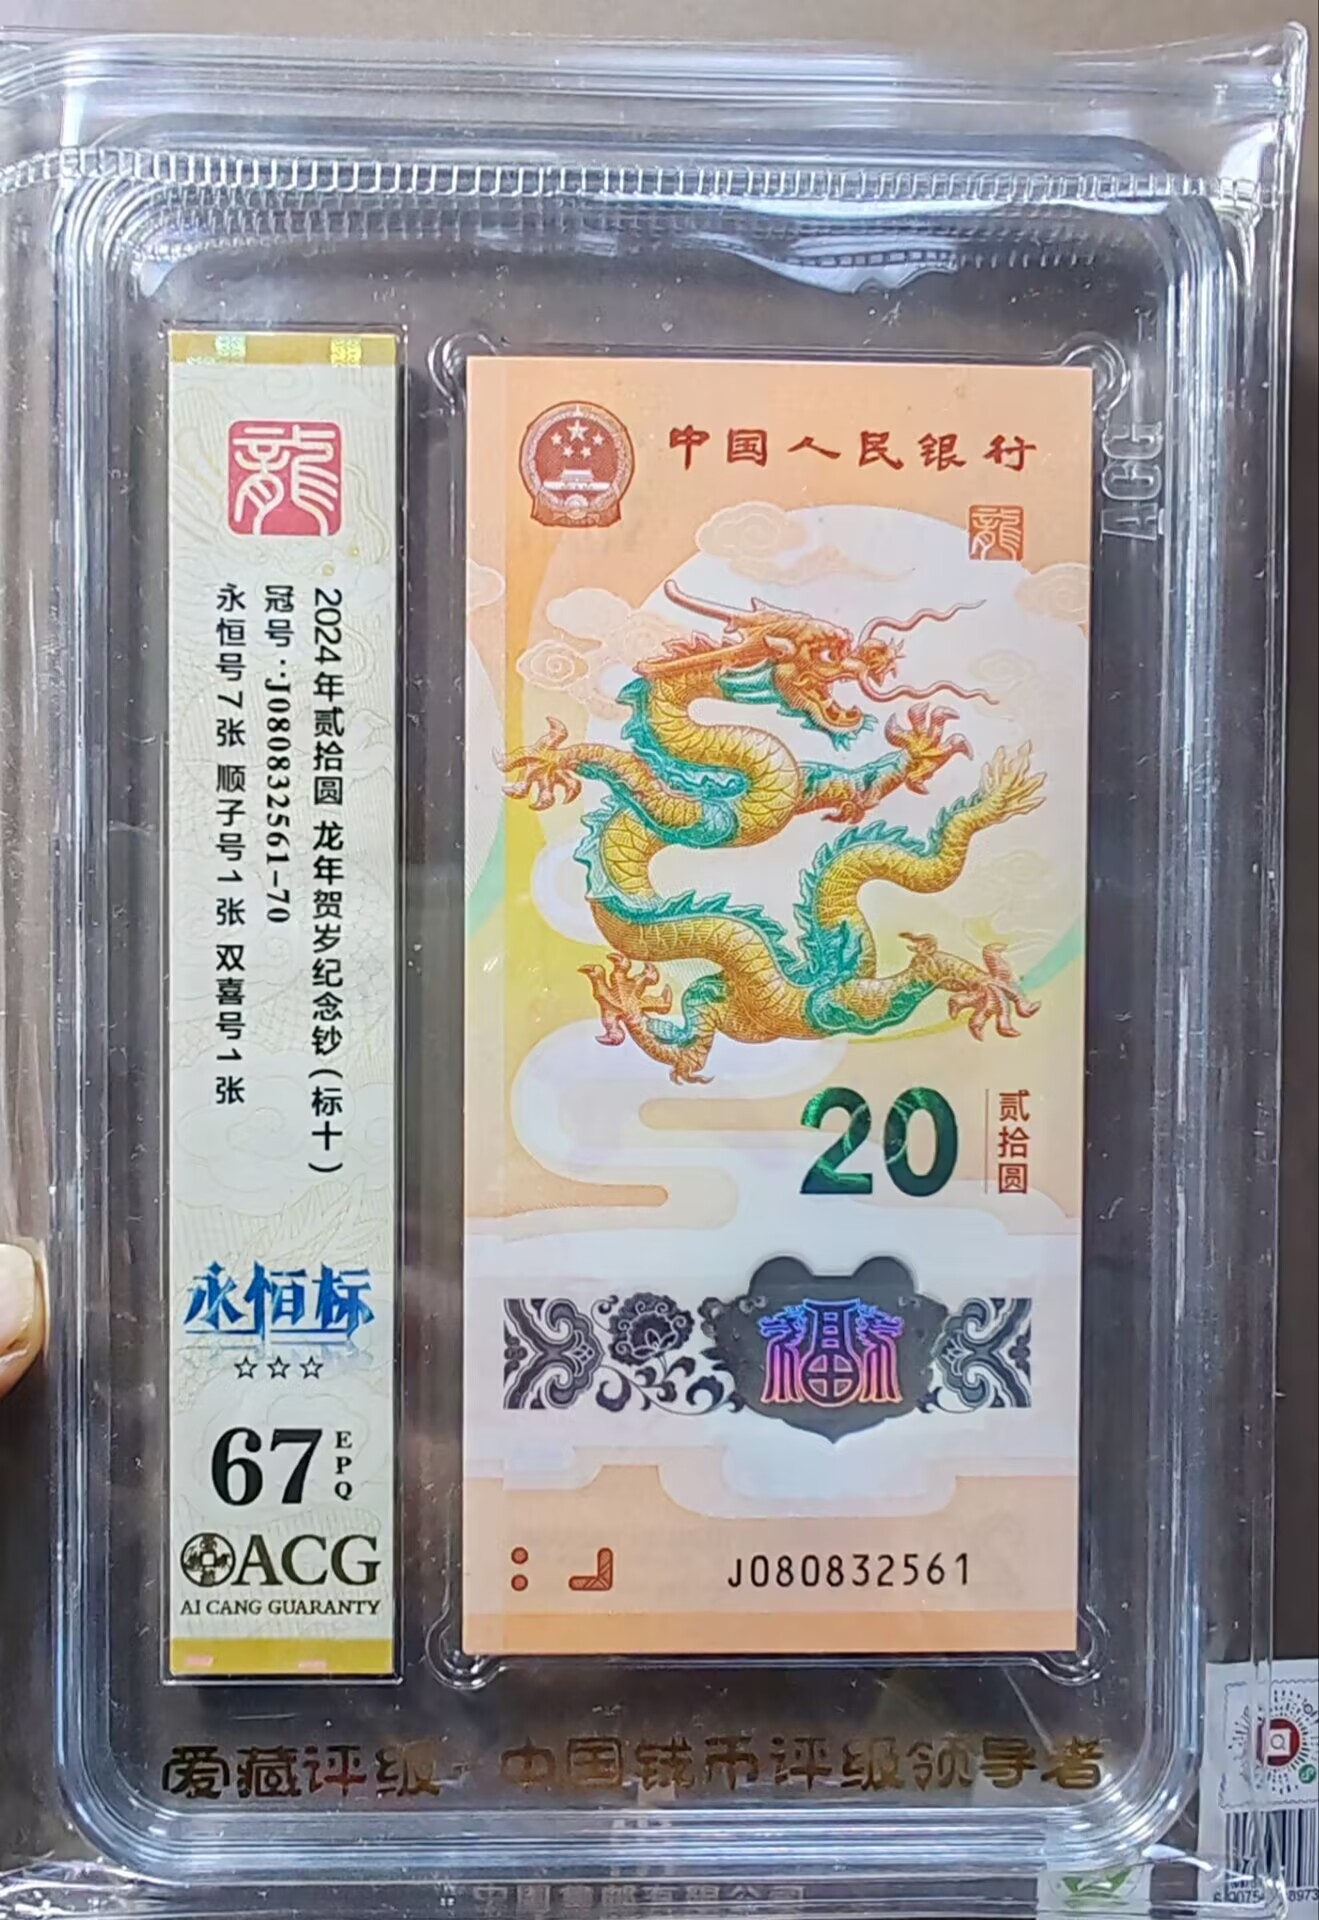 龍
2024年贰拾圆 龙年贺岁纪念钞(标十)
冠号:J080832561-70
永恒号7张 顺子号1张 双喜号1张
永恒标
☆☆☆
67 EPQ
ACG
AI CANG GUARANTY
中国人民银行
龍
20 贰拾圆
福
J080832561
ACG
爱藏评级 中国钱币评级领导者